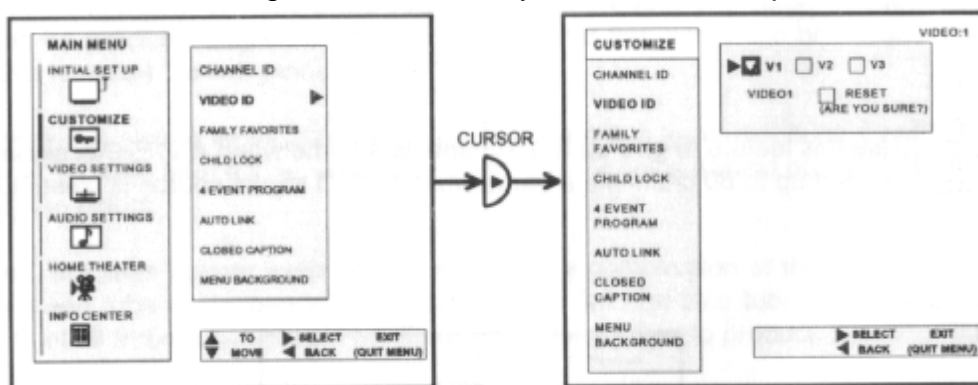 MAIN MENU
INITIAL SET UP
CUSTOMIZE
VIDEO SETTINGS
AUDIO SETTINGS
HOME THEATER
INFO CENTER
CHANNEL ID
VIDEO ID
FAMILY FAVORITES
CHILD LOCK
4 EVENT PROGRAM
AUTO LINK
CLOSED CAPTION
MENU BACKGROUND
TO SELECT EXIT
MOVE BACK (QUIT MENU)
CURSOR
VIDEO:1
CUSTOMIZE
CHANNEL ID
VIDEO ID
FAMILY
FAVORITES
CHILD LOCK
4 EVENT
PROGRAM
AUTO LINK
CLOSED
CAPTION
MENU
BACKGROUND
V1 V2 V3
VIDEO1 RESET
(ARE YOU SURE?)
SELECT EXIT
BACK (QUIT MENU)